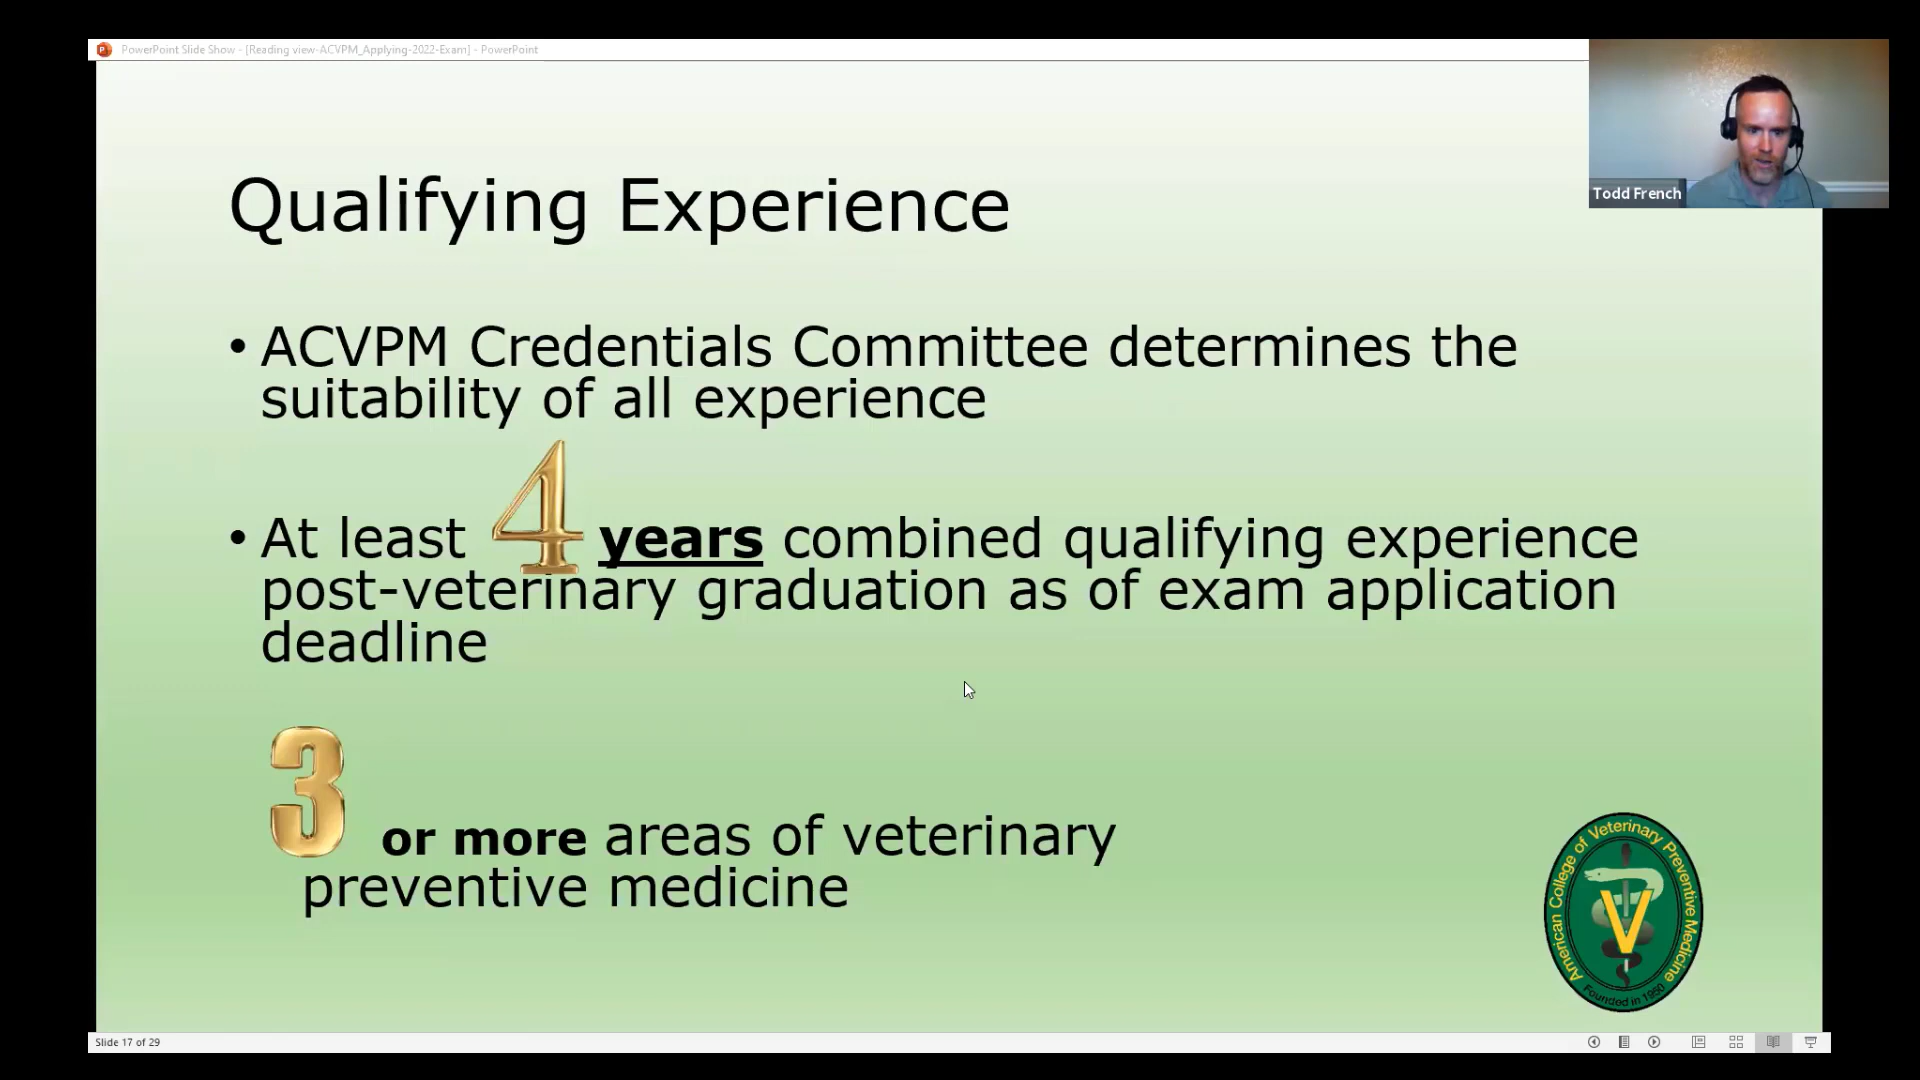 PowerPoint Slide Show - [Reading view-ACVPM_Applying-2022-Exam] - PowerPoint
Todd French
Qualifying Experience
• ACVPM Credentials Committee determines the
suitability of all experience
• At least 4 years combined qualifying experience
post-veterinary graduation as of exam application
deadline
3 or more areas of veterinary
preventive medicine
American College of Veterinary Preventive Medicine
V
Founded in 1950
Slide 17 of 29